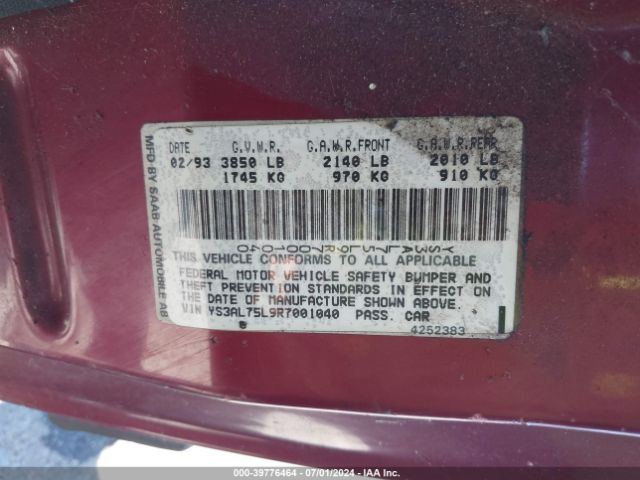 MFD BY SAAB AUTOMOBILE AB
DATE G.V.W.R. G.A.W.R.FRONT G.A.W.R.REAR
02/93 3850 LB 2140 LB 2010 LB
1745 KG 970 KG 910 KG
YS3AL75L9R7001040
THIS VEHICLE CONFORMS TO ALL APPLICABLE
FEDERAL MOTOR VEHICLE SAFETY BUMPER AND
THEFT PREVENTION STANDARDS IN EFFECT ON
THE DATE OF MANUFACTURE SHOWN ABOVE.
VIN YS3AL75L9R7001040 PASS. CAR
4252383
000-39776464 - 07/01/2024 - IAA Inc.